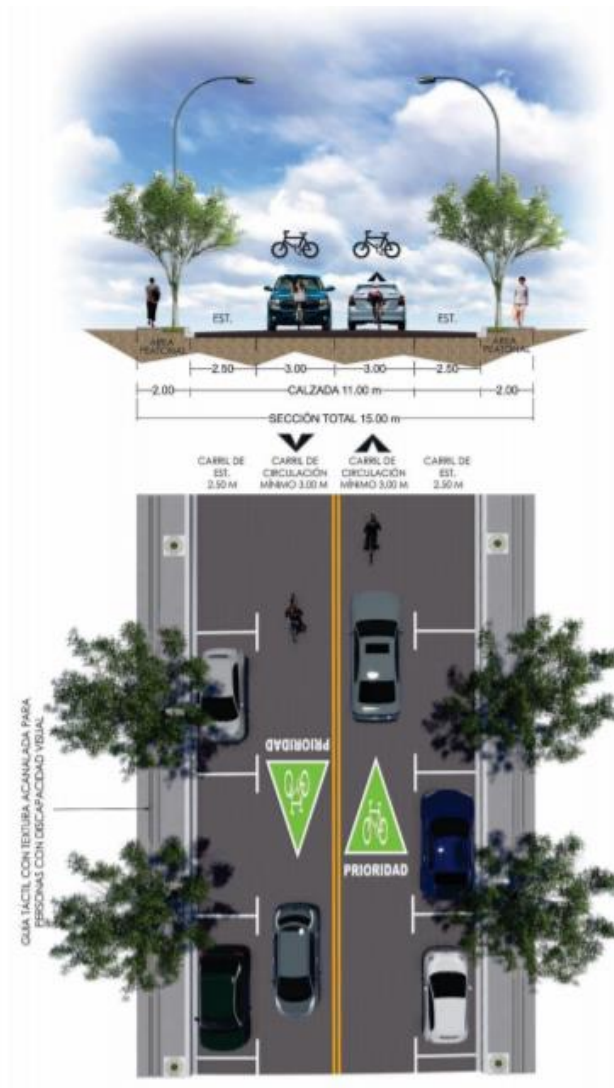 EST.
EST.
ÁREA
PEATONAL
ÁREA
PEATONAL
2.50
3.00
3.00
2.50
2.00
CALZADA 11.00 m
2.00
SECCIÓN TOTAL 15.00 m
CARRIL DE
EST.
2.50 M
CARRIL DE
CIRCULACIÓN
MÍNIMO 3.00 M
CARRIL DE
CIRCULACIÓN
MÍNIMO 3.00 M
CARRIL DE
EST.
2.50 M
GUÍA TÁCTIL CON TEXTURA ACANALADA PARA
PERSONAS CON DISCAPACIDAD VISUAL
PRIORIDAD
PRIORIDAD